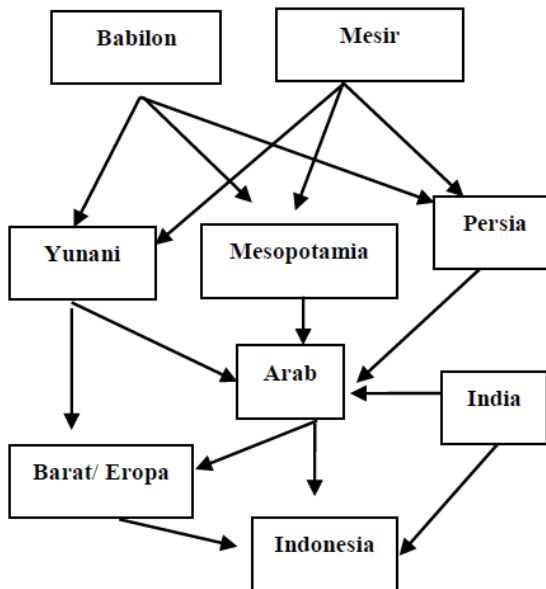 Babilon
Mesir
Yunani
Mesopotamia
Persia
Arab
India
Barat/ Eropa
Indonesia